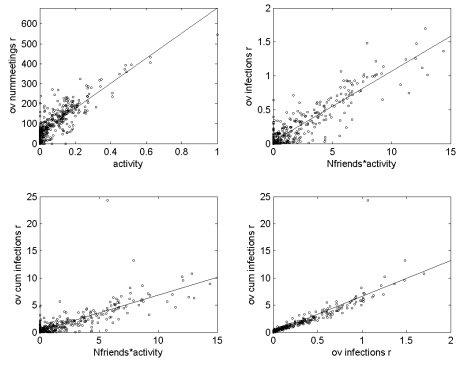 600
500
400
300
200
100
0
ov nummeetings r
0 0.2 0.4 0.6 0.8 1
activity
2
1.5
1
0.5
0
ov infections r
0 5 10 15
Nfriends*activity
25
20
15
10
5
0
ov cum infections r
0 5 10 15
Nfriends*activity
25
20
15
10
5
0
ov cum infections r
0 0.5 1 1.5 2
ov infections r